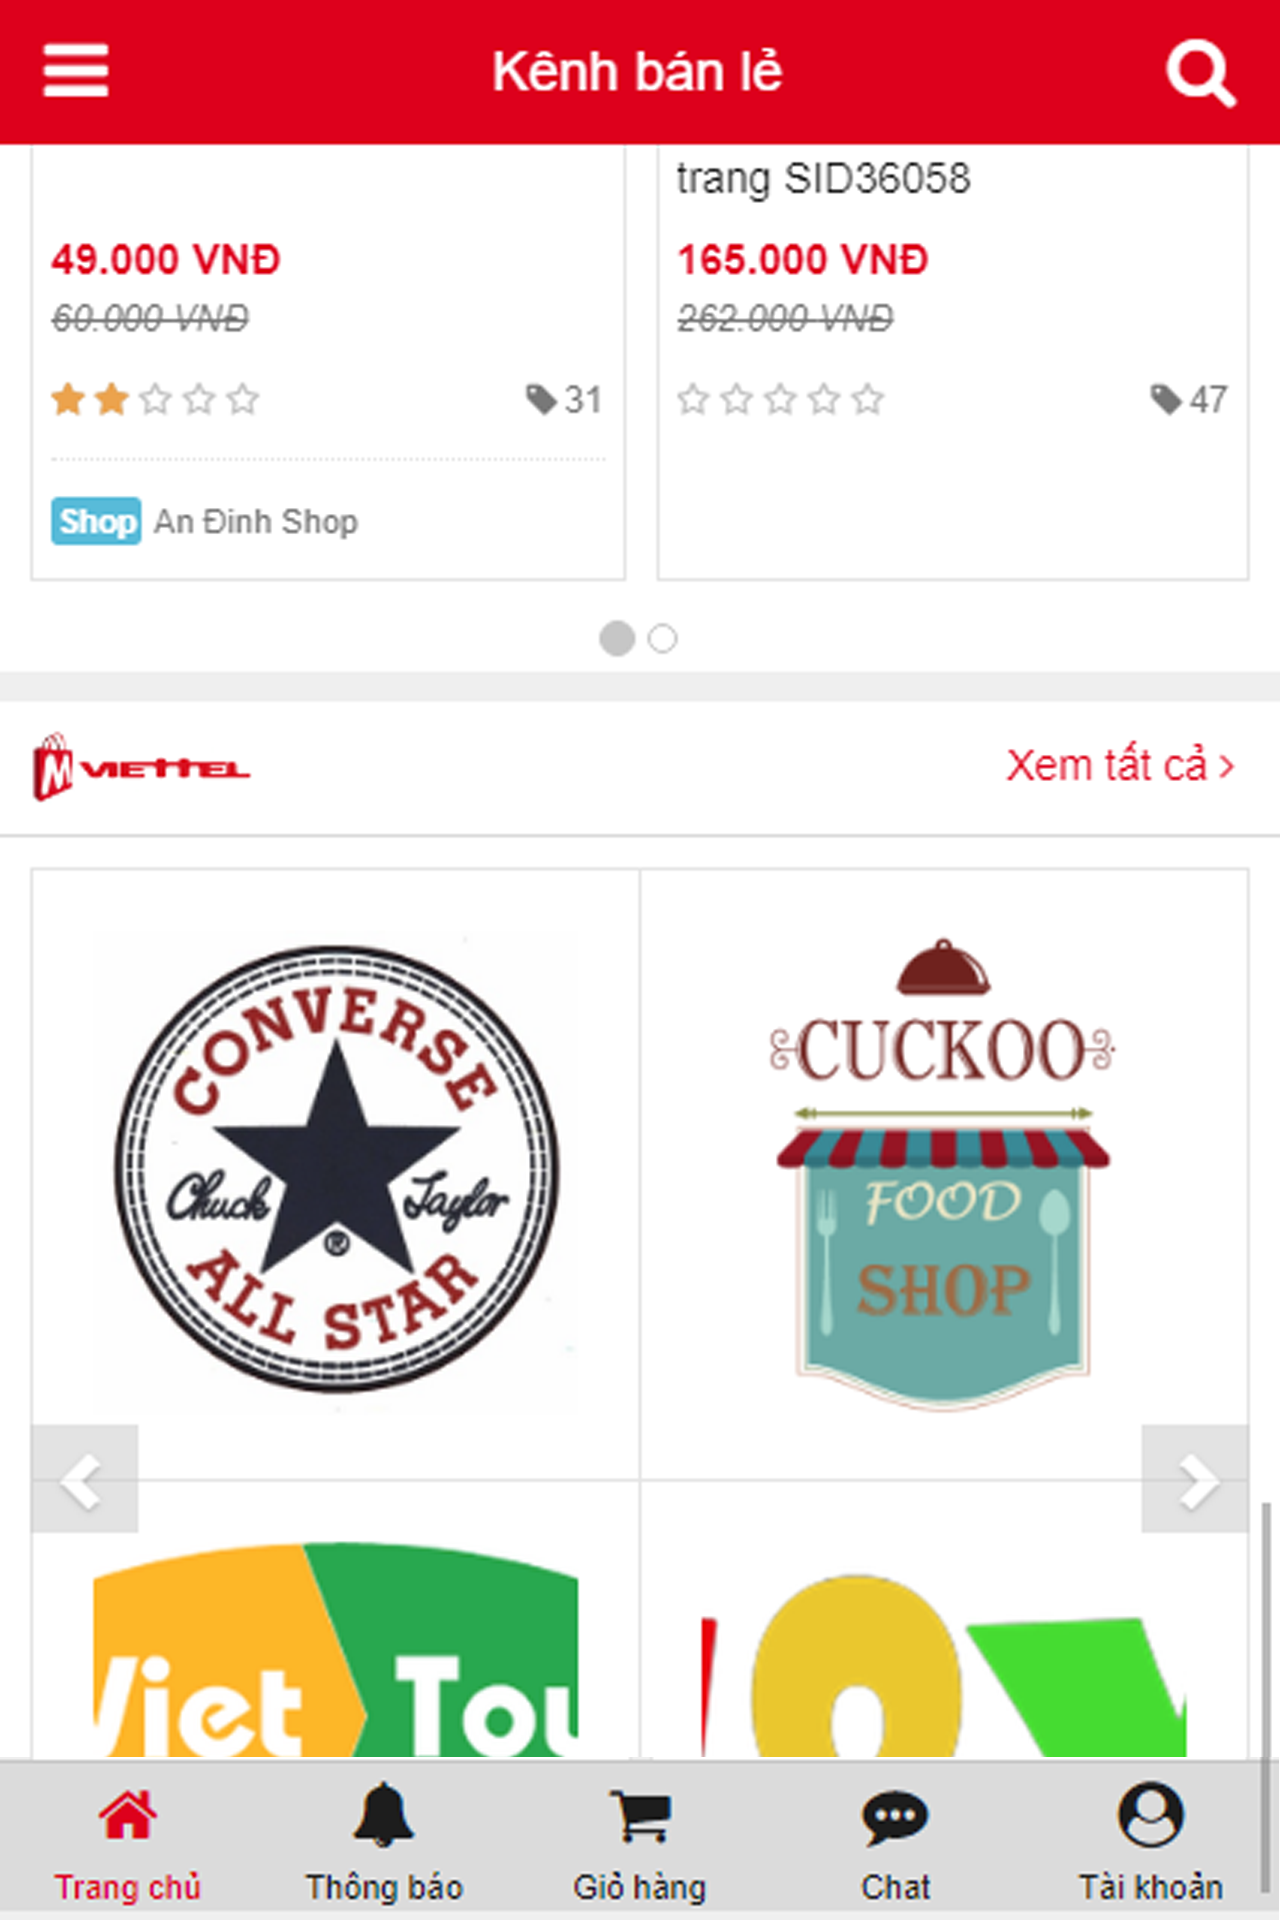 Kênh bán lẻ
trang SID36058
49.000 VNĐ
60.000 VNĐ
31
Shop An Đinh Shop
165.000 VNĐ
262.000 VNĐ
47
M VIETTEL
Xem tất cả
CONVERSE
Chuck Taylor
®
ALL STAR
CUCKOO
FOOD
SHOP
Viet Tou
Trang chủ
Thông báo
Giỏ hàng
Chat
Tài khoản